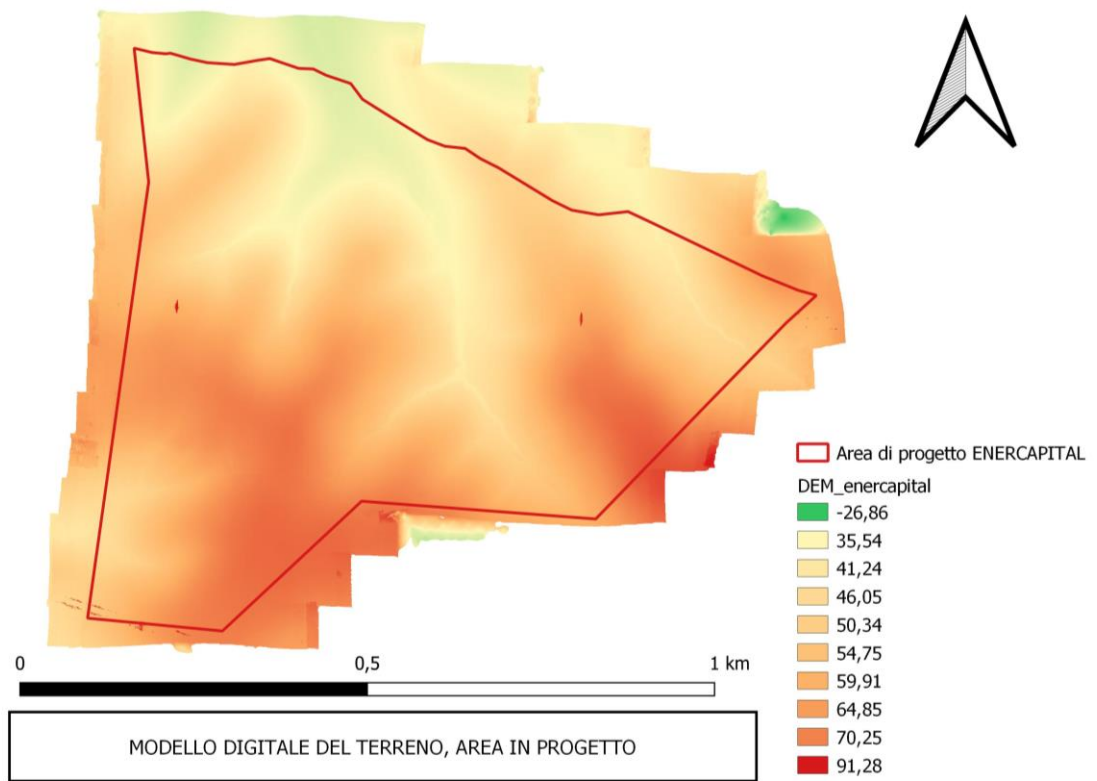 Area di progetto ENERCAPITAL
DEM_enercapital
-26,86
35,54
41,24
46,05
50,34
54,75
59,91
64,85
70,25
91,28
0 0,5 1 km
MODELLO DIGITALE DEL TERRENO, AREA IN PROGETTO